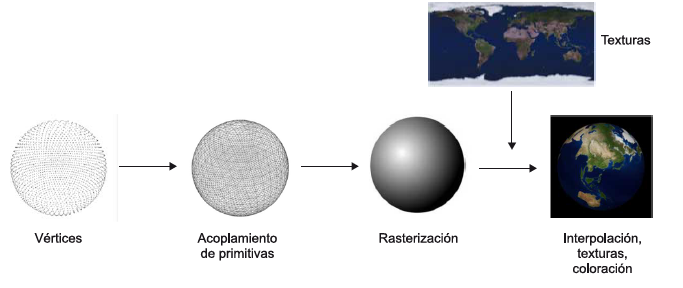 Texturas
Vértices
Acoplamiento
de primitivas
Rasterización
Interpolación,
texturas,
coloración